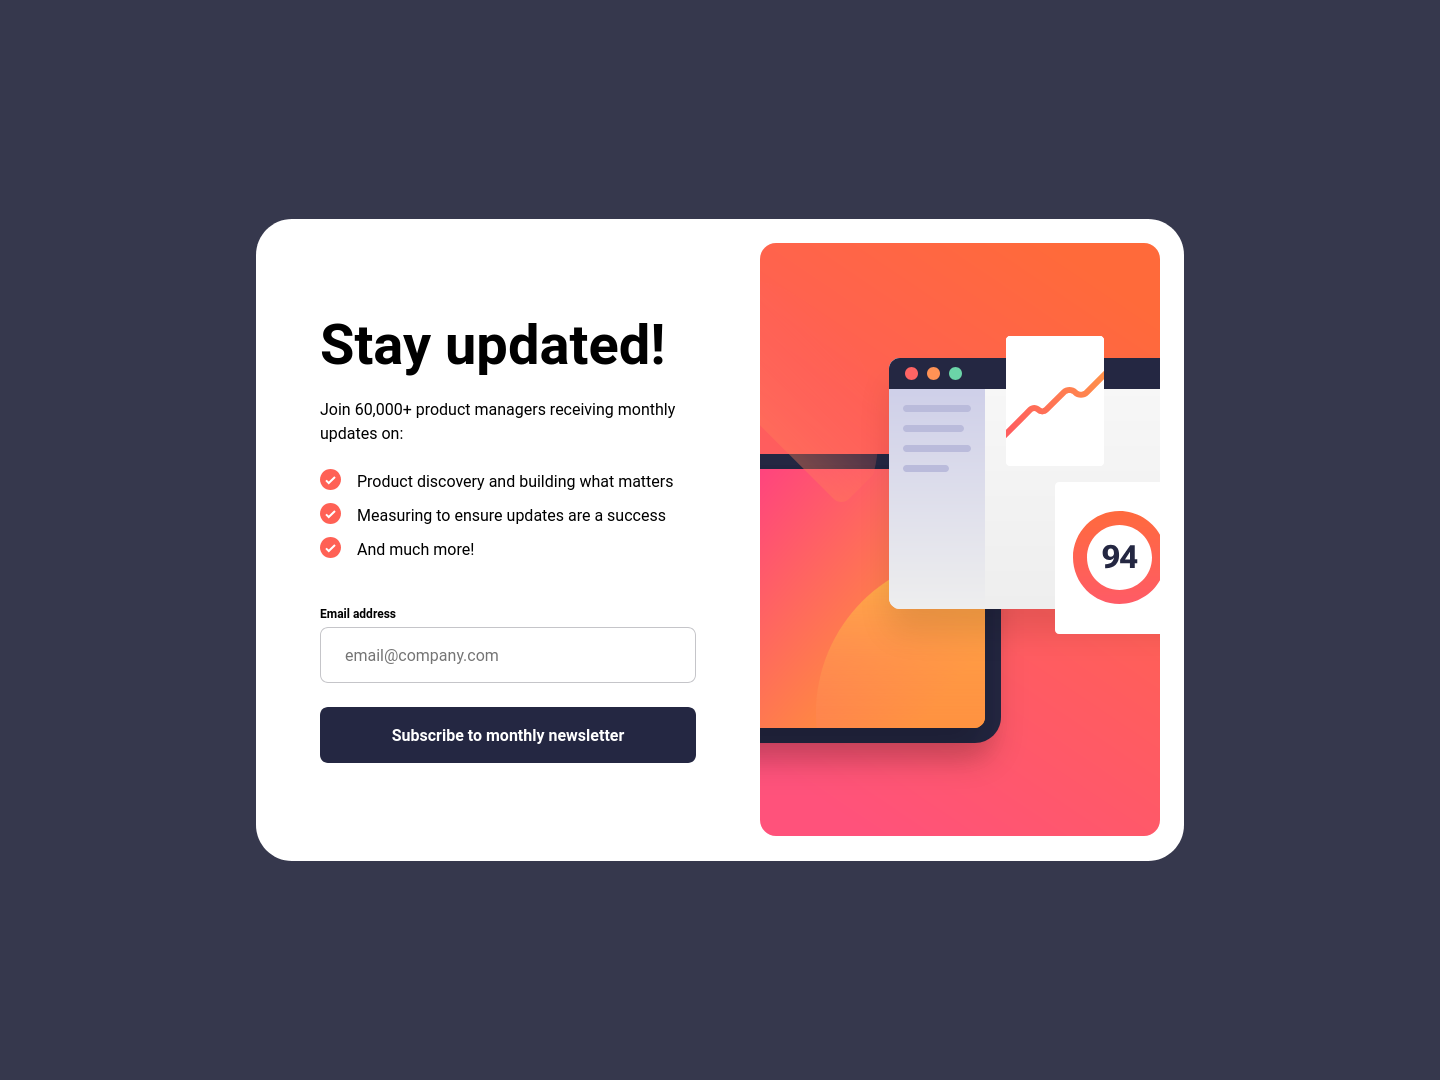 Stay updated!
Join 60,000+ product managers receiving monthly
updates on:
Product discovery and building what matters
Measuring to ensure updates are a success
And much more!
Email address
email@company.com
Subscribe to monthly newsletter
94